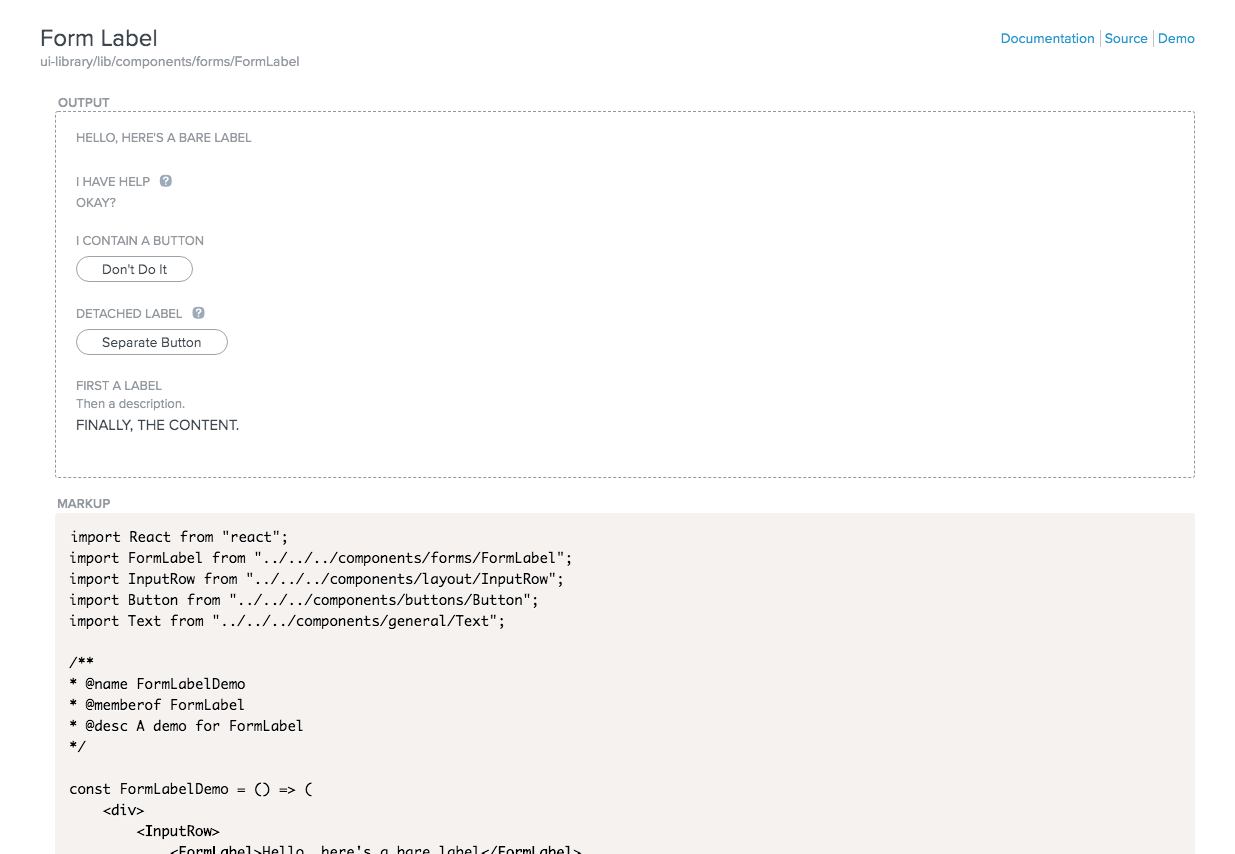 Form Label
Documentation Source Demo
ui-library/lib/components/forms/FormLabel
OUTPUT
HELLO, HERE'S A BARE LABEL
I HAVE HELP ?
OKAY?
I CONTAIN A BUTTON
Don't Do It
DETACHED LABEL ?
Separate Button
FIRST A LABEL
Then a description.
FINALLY, THE CONTENT.
MARKUP
import React from "react";
import FormLabel from "../../../components/forms/FormLabel";
import InputRow from "../../../components/layout/InputRow";
import Button from "../../../components/buttons/Button";
import Text from "../../../components/general/Text";
/**
* @name FormLabelDemo
* @memberof FormLabel
* @desc A demo for FormLabel
*/
const FormLabelDemo = () => (
<div>
<InputRow>
<FormLabel>Hello, here's a bare label</FormLabel>